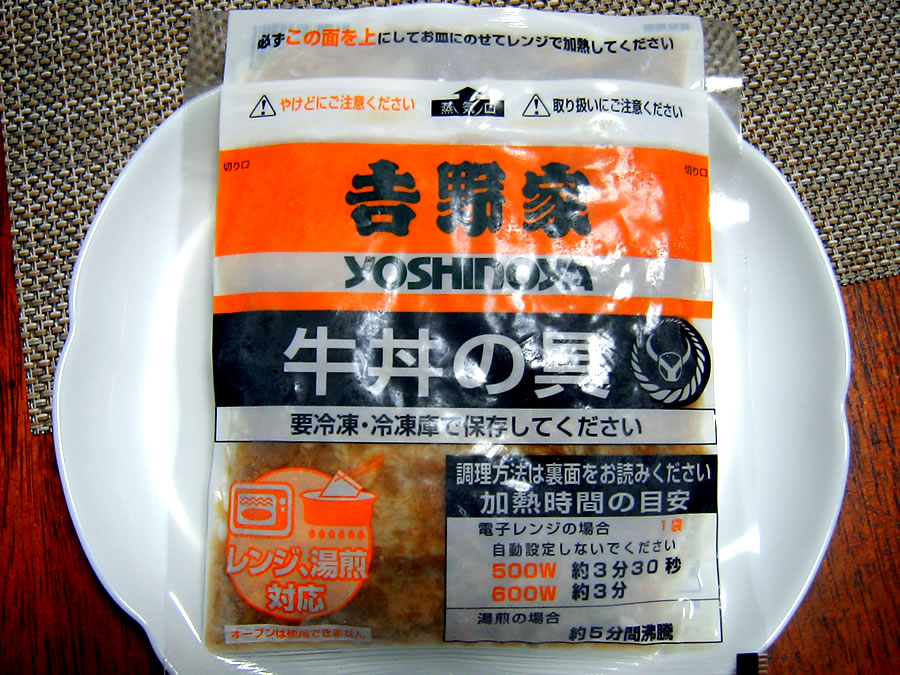 必ずこの面を上にしてお皿にのせてレンジで加熱してください
やけどにご注意ください
蒸気口
取り扱いにご注意ください
切り口
切り口
吉野家
YOSHINOYA
牛丼の具
要冷凍・冷凍庫で保存してください
調理方法は裏面をお読みください
加熱時間の目安
電子レンジの場合 1袋
自動設定しないでください
500W 約3分30秒
600W 約3分
湯煎の場合
約5分間沸騰
レンジ、湯煎
対応
オーブンは使用できません